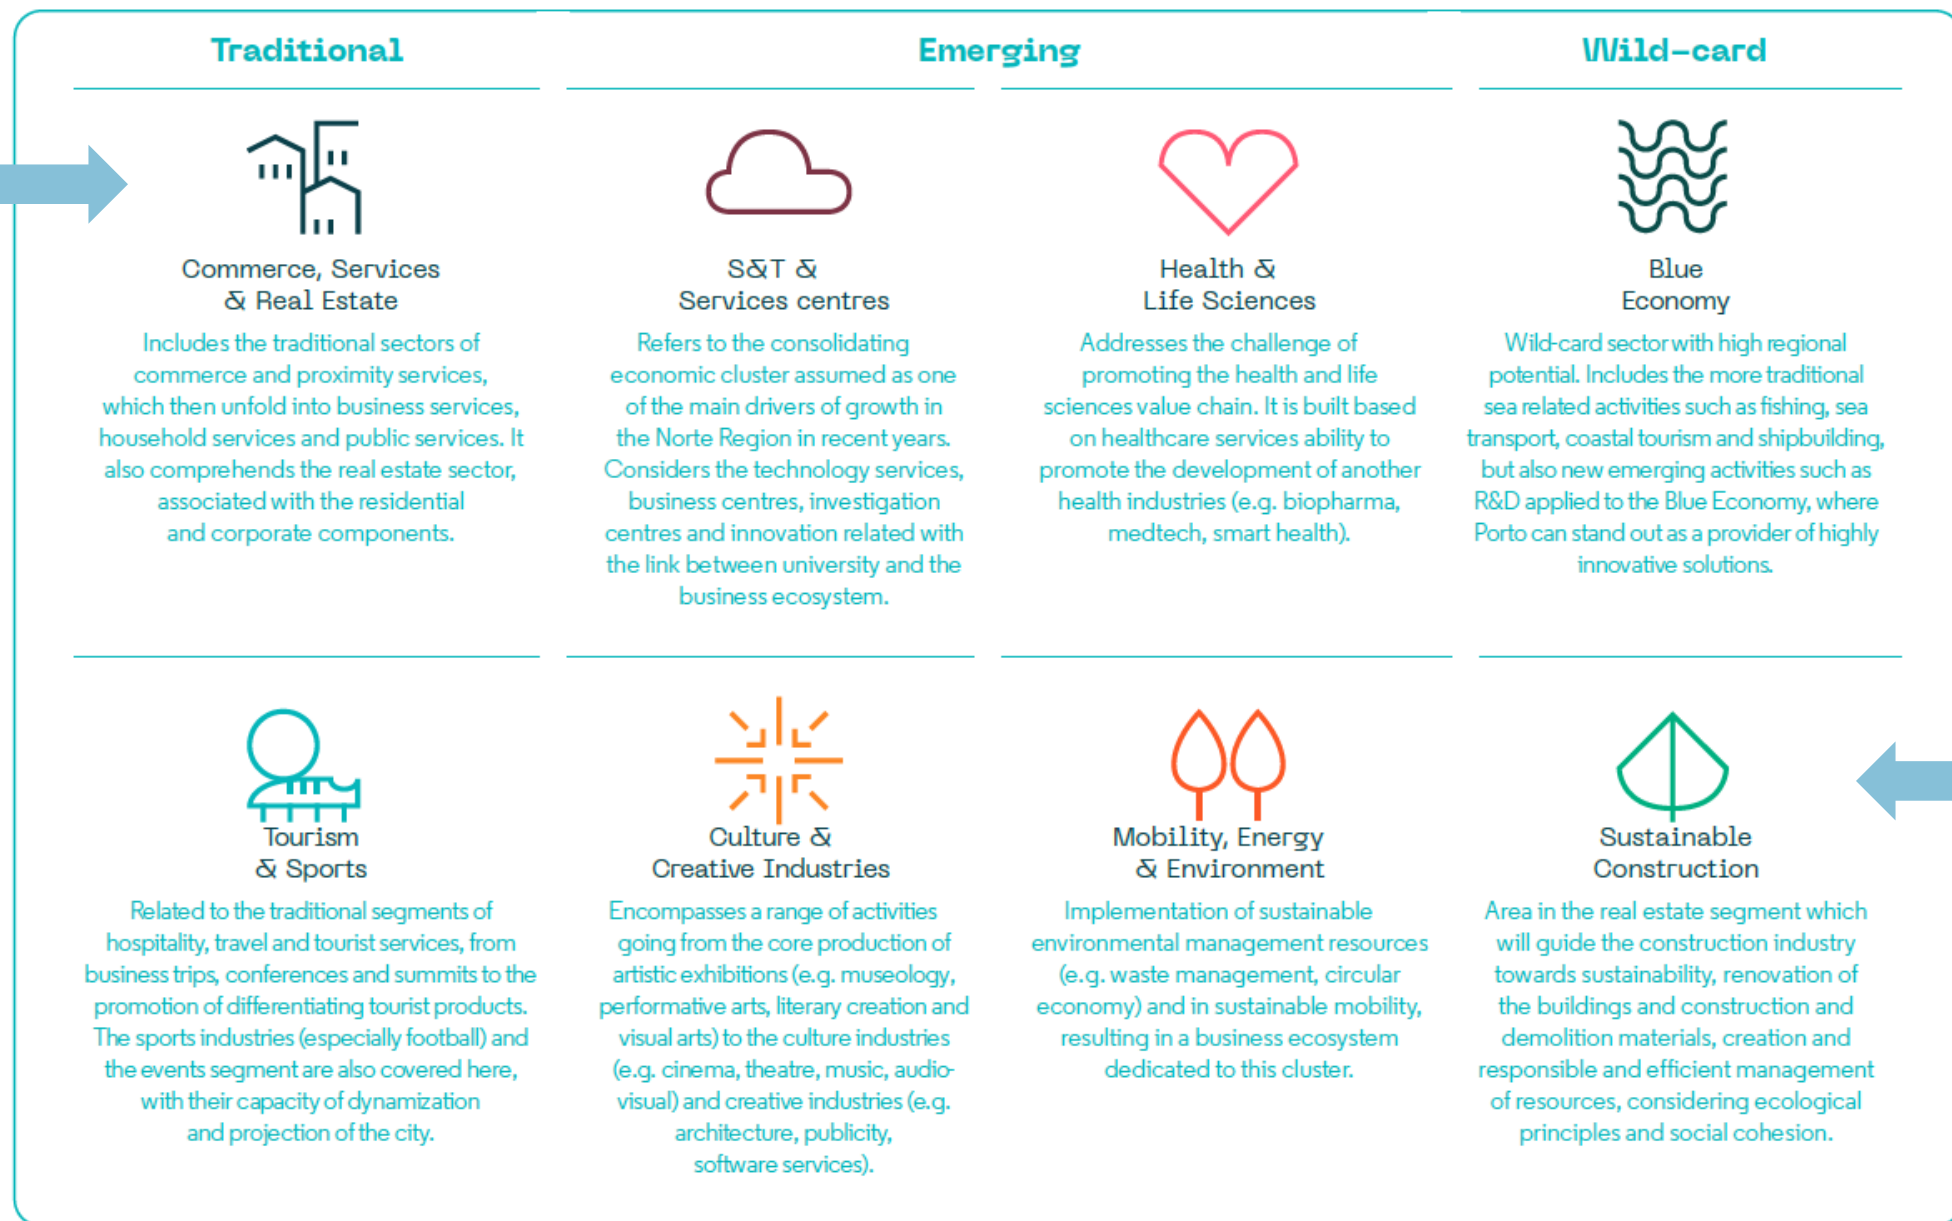 Traditional
Emerging
Wild-card
Commerce, Services
& Real Estate
Includes the traditional sectors of
commerce and proximity services,
which then unfold into business services,
household services and public services. It
also comprehends the real estate sector,
associated with the residential
and corporate components.
S&T &
Services centres
Refers to the consolidating
economic cluster assumed as one
of the main drivers of growth in
the Norte Region in recent years.
Considers the technology services,
business centres, investigation
centres and innovation related with
the link between university and the
business ecosystem.
Health &
Life Sciences
Addresses the challenge of
promoting the health and life
sciences value chain. It is built based
on healthcare services ability to
promote the development of another
health industries (e.g. biopharma,
medtech, smart health).
Blue
Economy
Wild-card sector with high regional
potential. Includes the more traditional
sea related activities such as fishing, sea
transport, coastal tourism and shipbuilding,
but also new emerging activities such as
R&D applied to the Blue Economy, where
Porto can stand out as a provider of highly
innovative solutions.
Tourism
& Sports
Related to the traditional segments of
hospitality, travel and tourist services, from
business trips, conferences and summits to the
promotion of differentiating tourist products.
The sports industries (especially football) and
the events segment are also covered here,
with their capacity of dynamization
and projection of the city.
Culture &
Creative Industries
Encompasses a range of activities
going from the core production of
artistic exhibitions (e.g. museology,
performative arts, literary creation and
visual arts) to the culture industries
(e.g. cinema, theatre, music, audio-
visual) and creative industries (e.g.
architecture, publicity,
software services).
Mobility, Energy
& Environment
Implementation of sustainable
environmental management resources
(e.g. waste management, circular
economy) and in sustainable mobility,
resulting in a business ecosystem
dedicated to this cluster.
Sustainable
Construction
Area in the real estate segment which
will guide the construction industry
towards sustainability, renovation of
the buildings and construction and
demolition materials, creation and
responsible and efficient management
of resources, considering ecological
principles and social cohesion.